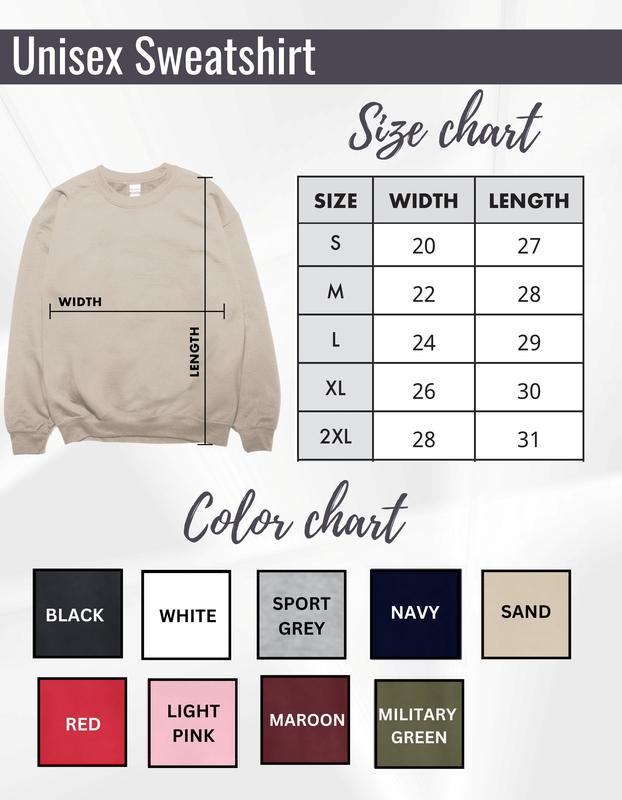 Unisex Sweatshirt
Size chart
SIZE WIDTH LENGTH
S 20 27
M 22 28
L 24 29
XL 26 30
2XL 28 31
WIDTH
LENGTH
Color chart
BLACK
WHITE
SPORT
GREY
NAVY
SAND
RED
LIGHT
PINK
MAROON
MILITARY
GREEN